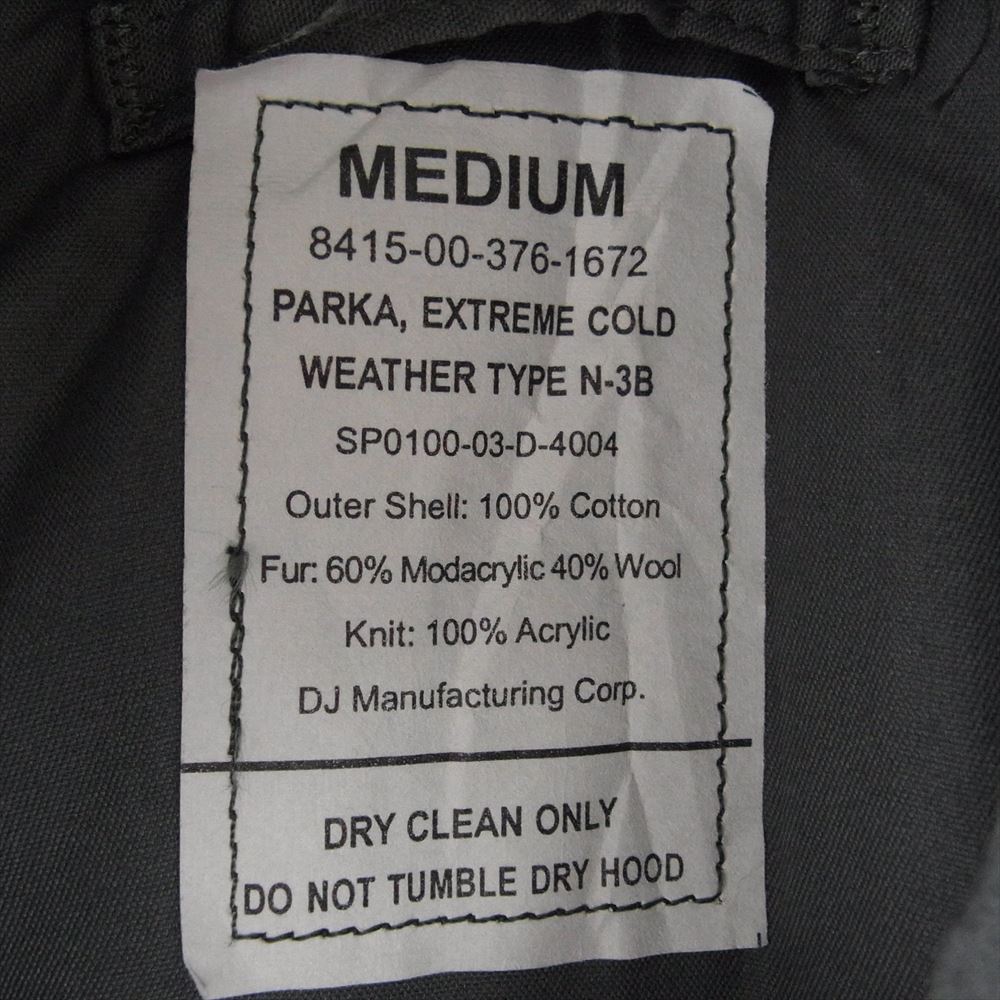 MEDIUM
8415-00-376-1672
PARKA, EXTREME COLD
WEATHER TYPE N-3B
SP0100-03-D-4004
Outer Shell: 100% Cotton
Fur: 60% Modacrylic 40% Wool
Knit: 100% Acrylic
DJ Manufacturing Corp.
DRY CLEAN ONLY
DO NOT TUMBLE DRY HOOD